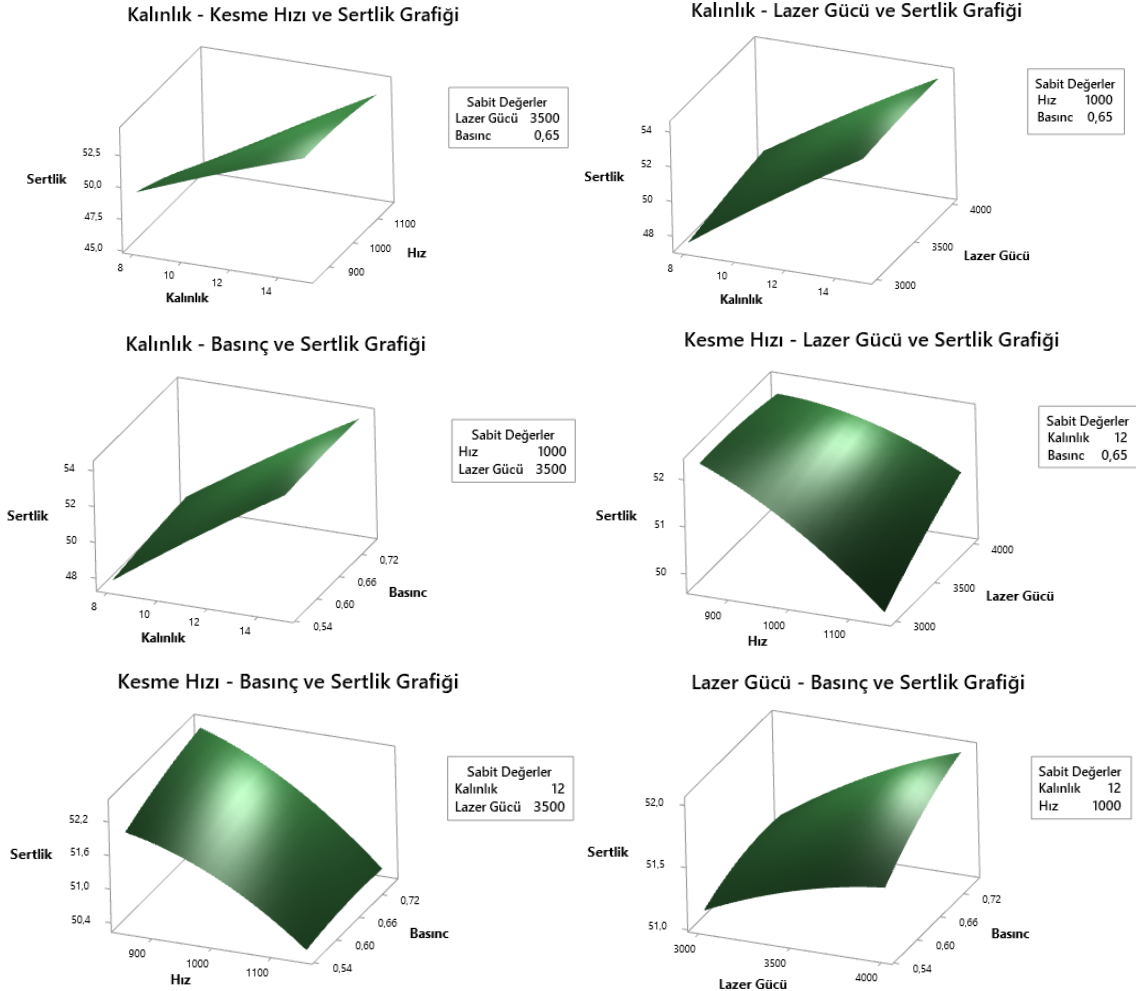 Kalınlık - Kesme Hızı ve Sertlik Grafiği
Sabit Değerler
Lazer Gücü 3500
Basınc 0,65
52,5
50,0
47,5
45,0
Sertlik
8
10
12
14
Kalınlık
900
1000
1100
Hız
Kalınlık - Lazer Gücü ve Sertlik Grafiği
Sabit Değerler
Hız 1000
Basınc 0,65
54
52
50
48
Sertlik
8
10
12
14
Kalınlık
3000
3500
4000
Lazer Gücü
Kalınlık - Basınç ve Sertlik Grafiği
Sabit Değerler
Hız 1000
Lazer Gücü 3500
54
52
50
48
Sertlik
8
10
12
14
Kalınlık
0,54
0,60
0,66
0,72
Basınc
Kesme Hızı - Lazer Gücü ve Sertlik Grafiği
Sabit Değerler
Kalınlık 12
Basınc 0,65
52
51
50
Sertlik
900
1000
1100
Hız
3000
3500
4000
Lazer Gücü
Kesme Hızı - Basınç ve Sertlik Grafiği
Sabit Değerler
Kalınlık 12
Lazer Gücü 3500
52,2
51,6
51,0
50,4
Sertlik
900
1000
1100
Hız
0,54
0,60
0,66
0,72
Basınc
Lazer Gücü - Basınç ve Sertlik Grafiği
Sabit Değerler
Kalınlık 12
Hız 1000
52,0
51,5
51,0
Sertlik
3000
3500
4000
Lazer Gücü
0,54
0,60
0,66
0,72
Basınc